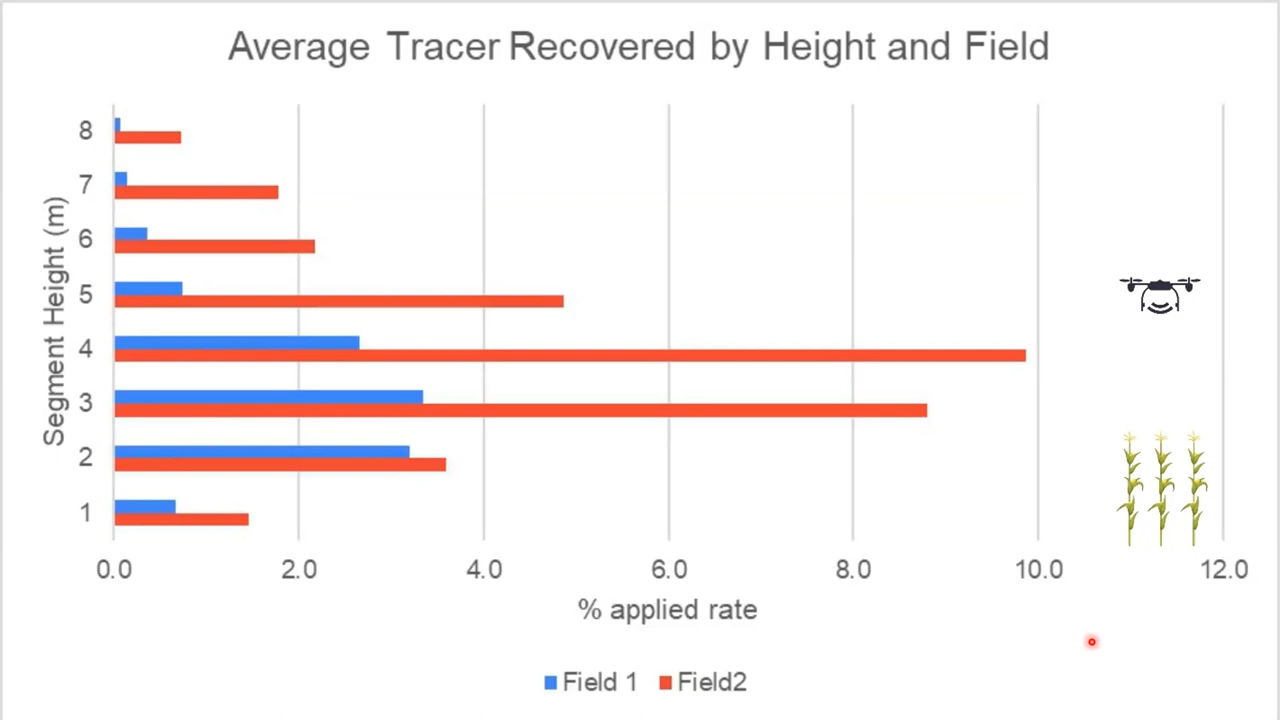 Average Tracer Recovered by Height and Field
Segment Height (m)
8
7
6
5
4
3
2
1
0.0 2.0 4.0 6.0 8.0 10.0 12.0
% applied rate
Field 1 Field2